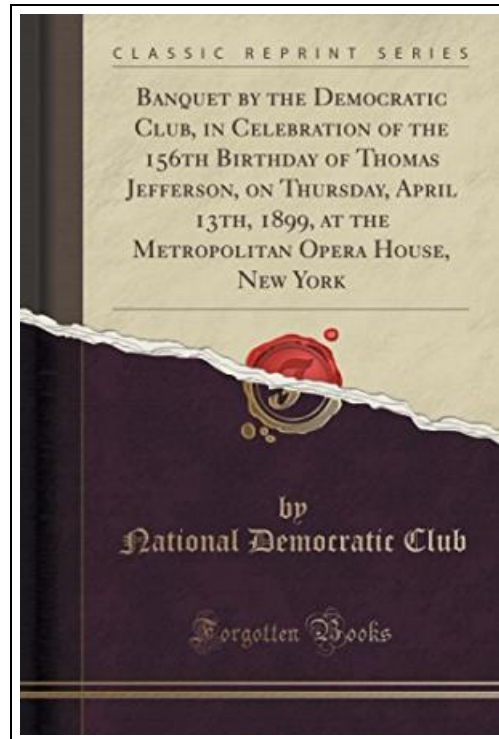 CLASSIC REPRINT SERIES
BANQUET BY THE DEMOCRATIC
CLUB, IN CELEBRATION OF THE
156TH BIRTHDAY OF THOMAS
JEFFERSON, ON THURSDAY, APRIL
13TH, 1899, AT THE
METROPOLITAN OPERA HOUSE,
NEW YORK
by
National Democratic Club
Forgotten Books